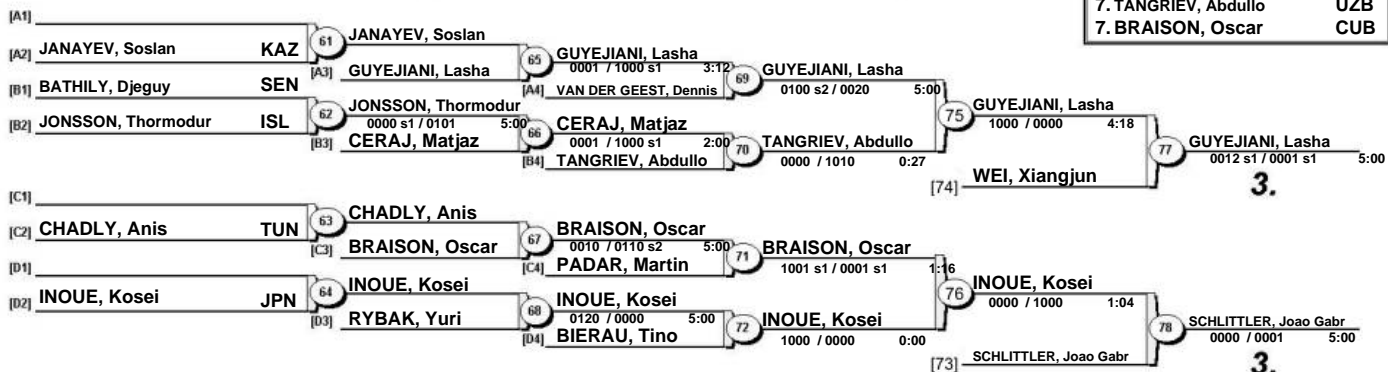 7. TANGRIEV, Abdullo UZB
7. BRAISON, Oscar CUB
[A1]
[A2] JANAYEV, Soslan KAZ
61
JANAYEV, Soslan
[A3] GUYEJIANI, Lasha
65
GUYEJIANI, Lasha
0001 / 1000 s1 3:12
[A4] VAN DER GEEST, Dennis
69
GUYEJIANI, Lasha
0100 s2 / 0020 5:00
[B1] BATHILY, Djeguy SEN
[B2] JONSSON, Thormodur ISL
62
JONSSON, Thormodur
0000 s1 / 0101 5:00
[B3] CERAJ, Matjaz
66
CERAJ, Matjaz
0001 / 1000 s1 2:00
[B4] TANGRIEV, Abdullo
70
TANGRIEV, Abdullo
0000 / 1010 0:27
75
GUYEJIANI, Lasha
1000 / 0000 4:18
[74] WEI, Xiangjun
77
GUYEJIANI, Lasha
0012 s1 / 0001 s1 5:00
3.
[C1]
[C2] CHADLY, Anis TUN
63
CHADLY, Anis
[C3] BRAISON, Oscar
67
BRAISON, Oscar
0010 / 0110 s2 5:00
[C4] PADAR, Martin
71
BRAISON, Oscar
1001 s1 / 0001 s1 1:16
[D1]
[D2] INOUE, Kosei JPN
64
INOUE, Kosei
[D3] RYBAK, Yuri
68
INOUE, Kosei
0120 / 0000 5:00
[D4] BIERAU, Tino
72
INOUE, Kosei
1000 / 0000 0:00
76
INOUE, Kosei
0000 / 1000 1:04
[73] SCHLITTLER, Joao Gabr
78
SCHLITTLER, Joao Gabr
0000 / 0001 5:00
3.